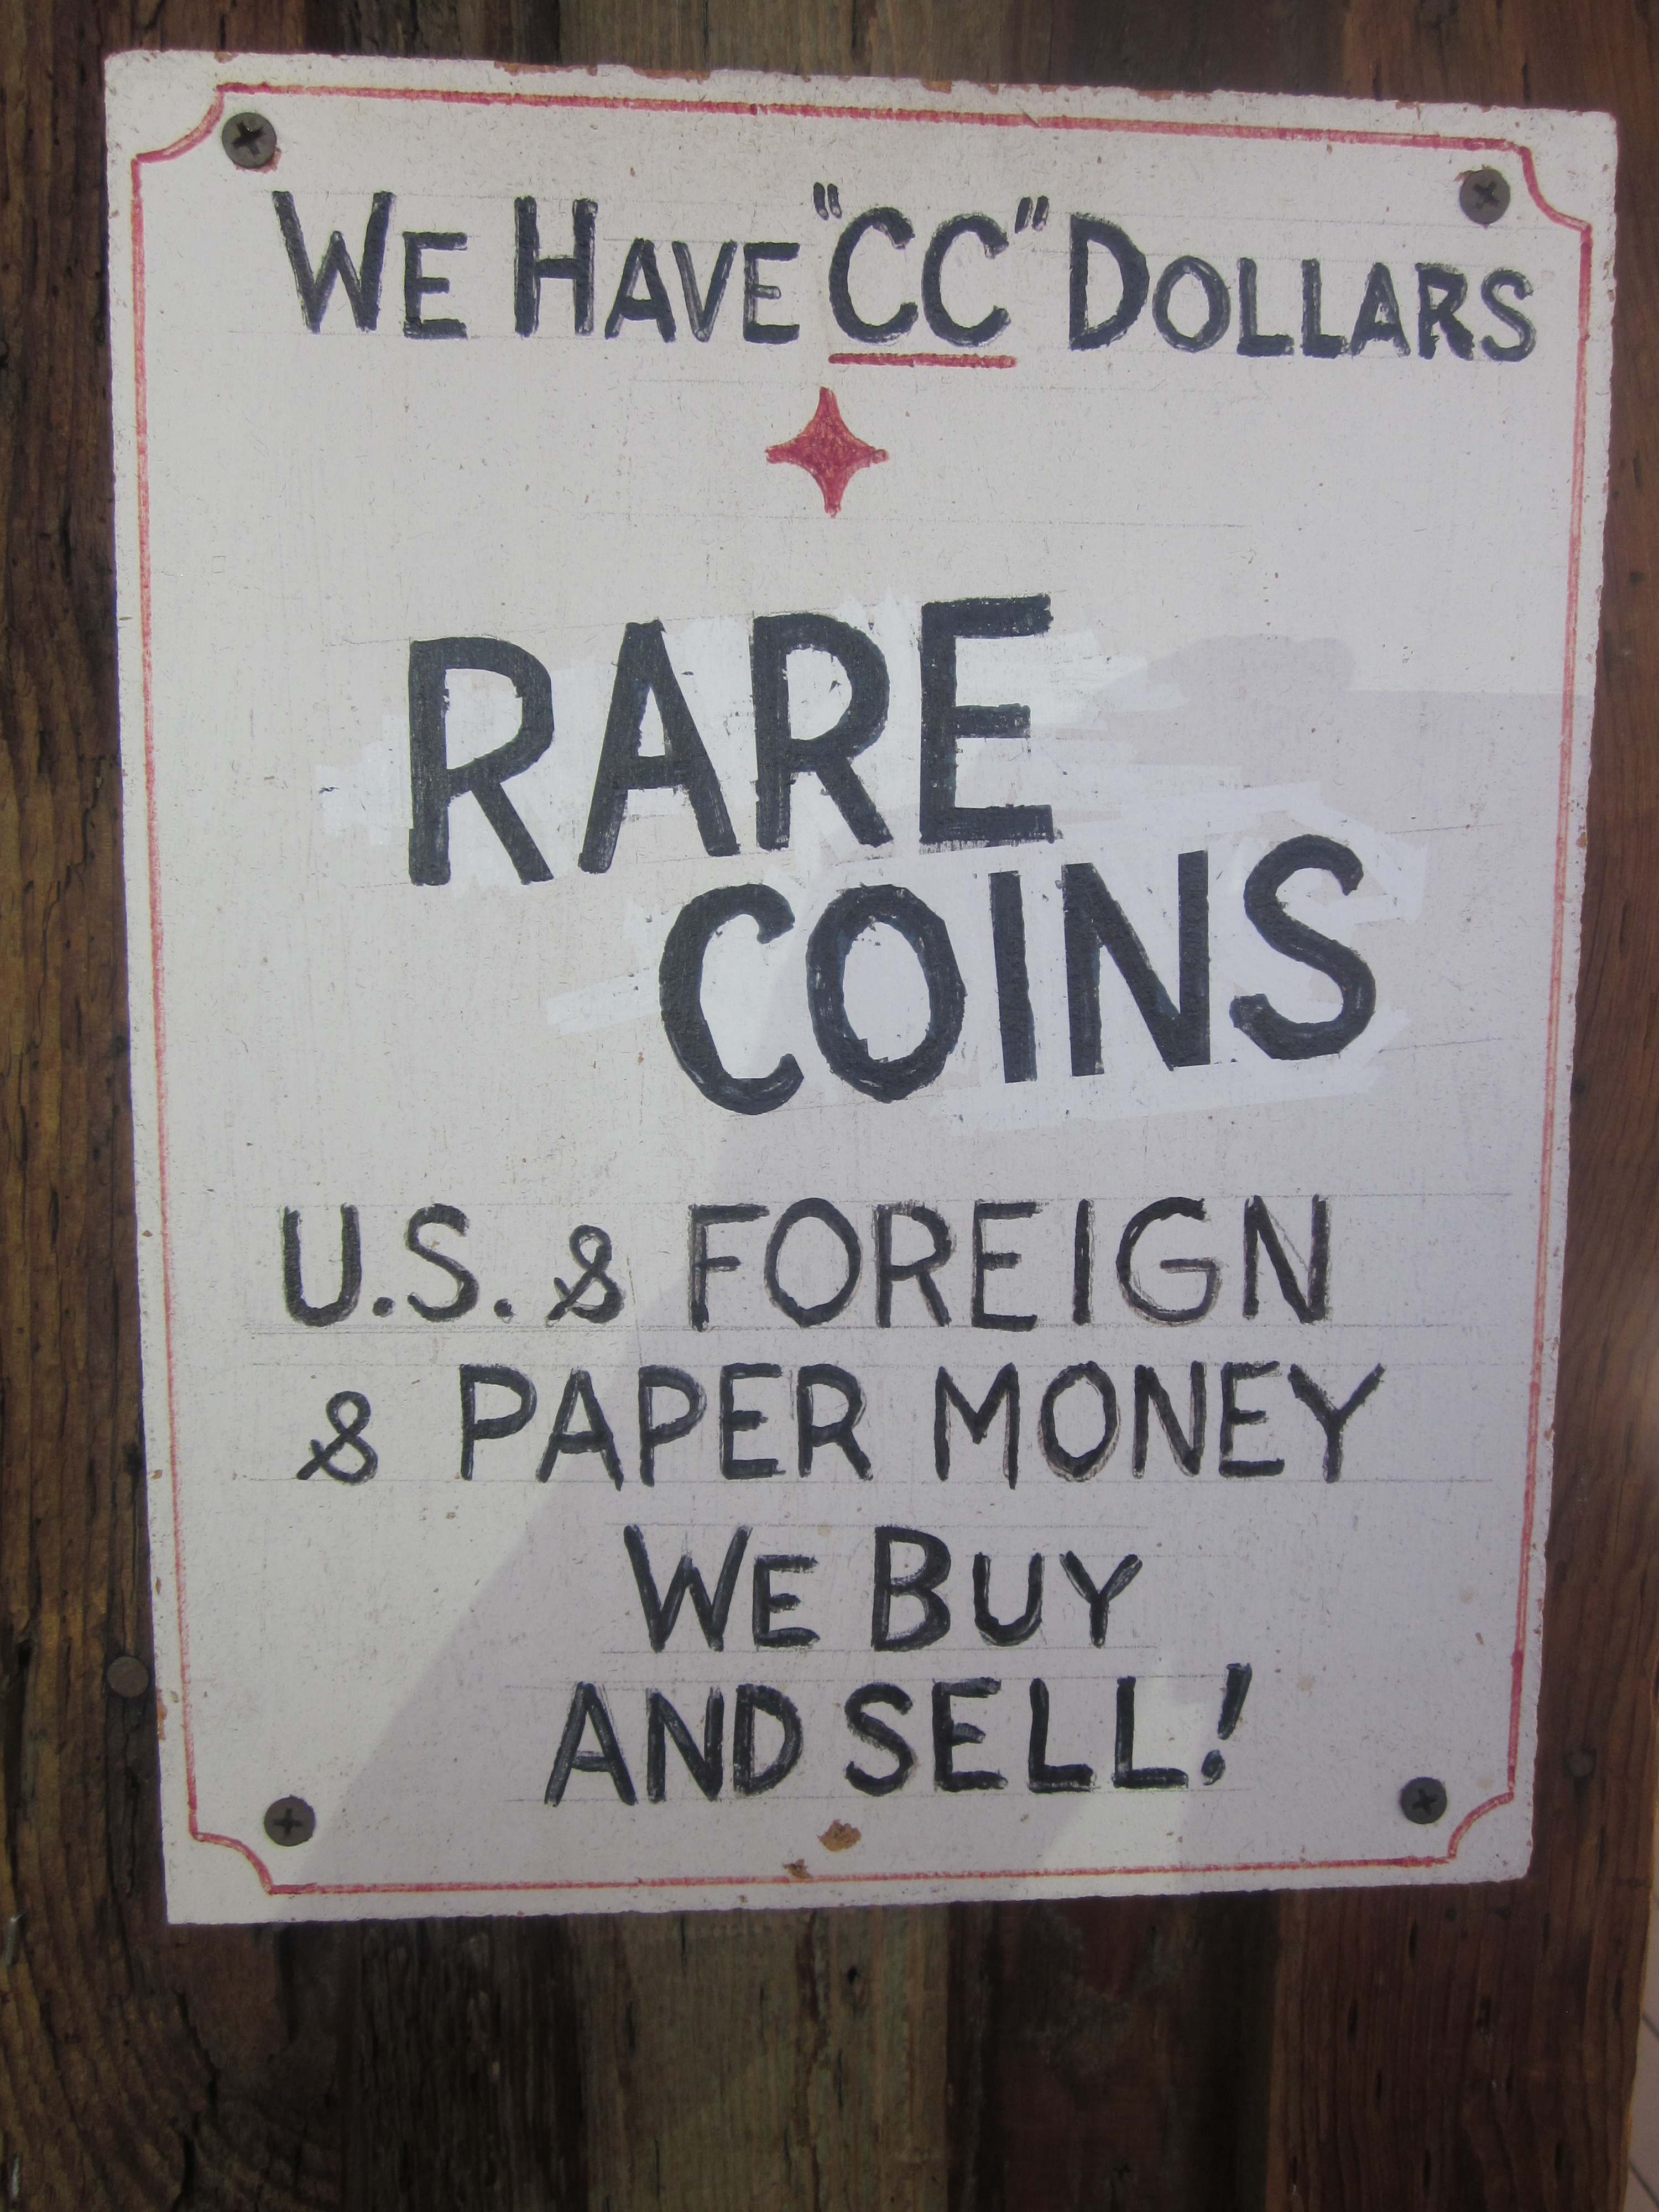 WE HAVE "CC" DOLLARS
RARE
COINS
U.S. & FOREIGN
& PAPER MONEY
WE BUY
AND SELL!